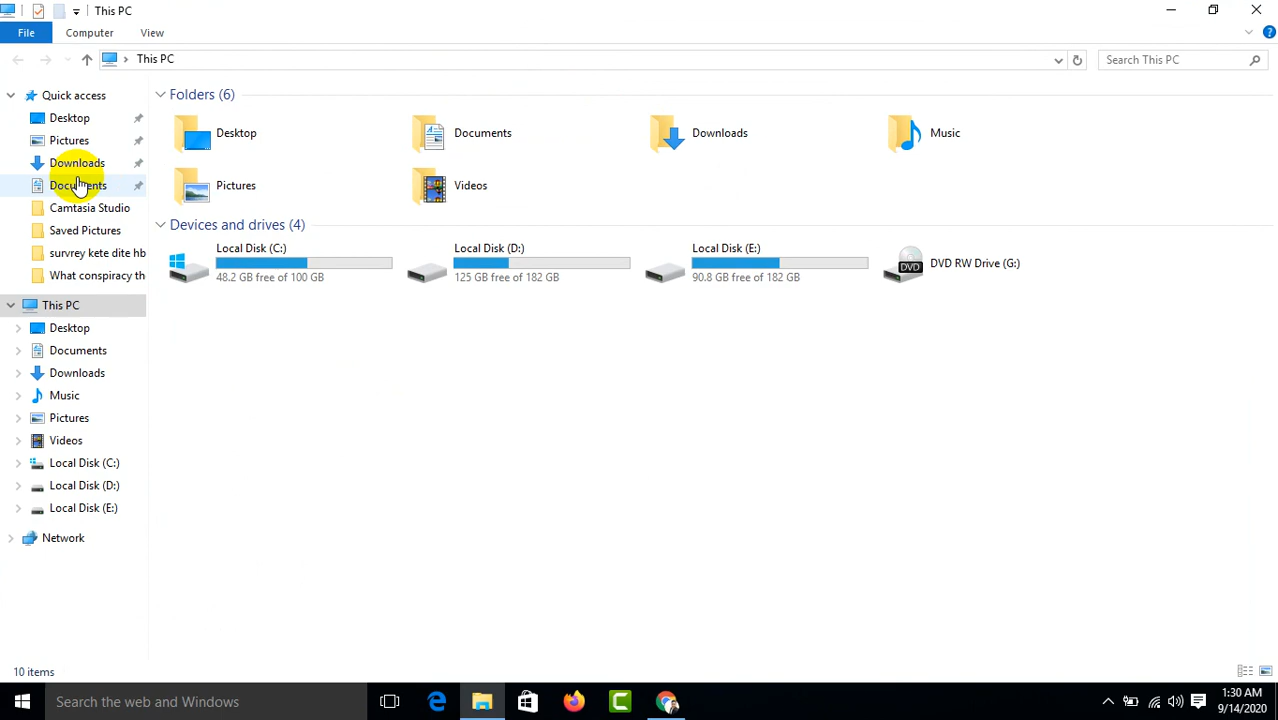 This PC
File
Computer
View
This PC
Search This PC
Quick access
Desktop
Pictures
Downloads
Documents
Camtasia Studio
Saved Pictures
survrey kete dite hb
What conspiracy th
This PC
Desktop
Documents
Downloads
Music
Pictures
Videos
Local Disk (C:)
Local Disk (D:)
Local Disk (E:)
Network
Folders (6)
Desktop
Documents
Downloads
Music
Pictures
Videos
Devices and drives (4)
Local Disk (C:)
48.2 GB free of 100 GB
Local Disk (D:)
125 GB free of 182 GB
Local Disk (E:)
90.8 GB free of 182 GB
DVD
DVD RW Drive (G:)
10 items
Search the web and Windows
1:30 AM
9/14/2020